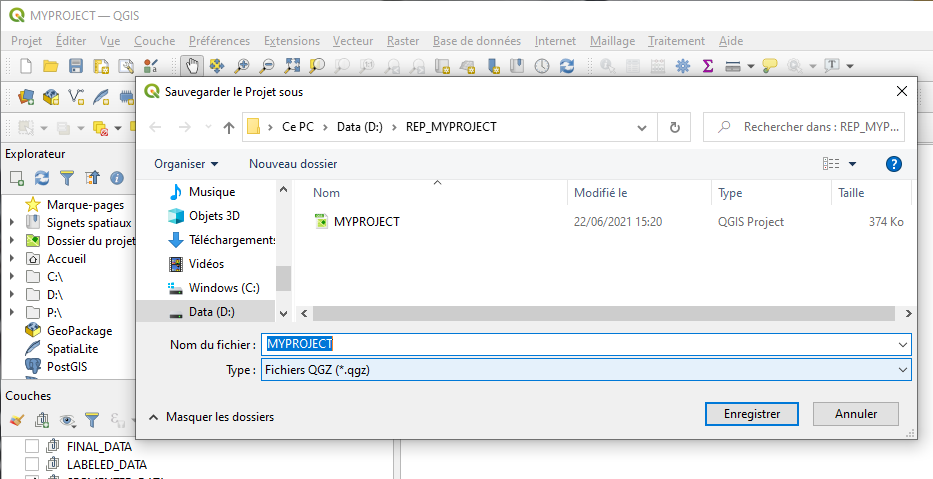 MYPROJECT — QGIS
Projet Éditer Vue Couche Préférences Extensions Vecteur Raster Base de données Internet Maillage Traitement Aide
Sauvegarder le Projet sous
Ce PC Data (D:) REP_MYPROJECT
Rechercher dans : REP_MYP...
Organiser Nouveau dossier
Explorateur
Marque-pages
Signets spatiaux
Dossier du projet
Accueil
C:\
D:\
P:\
GeoPackage
SpatiaLite
PostGIS
Musique
Objets 3D
Téléchargements
Vidéos
Windows (C:)
Data (D:)
Nom Modifié le Type Taille
MYPROJECT 22/06/2021 15:20 QGIS Project 374 Ko
Nom du fichier : MYPROJECT
Type : Fichiers QGZ (*.qgz)
Masquer les dossiers
Enregistrer Annuler
Couches
FINAL_DATA
LABELED_DATA